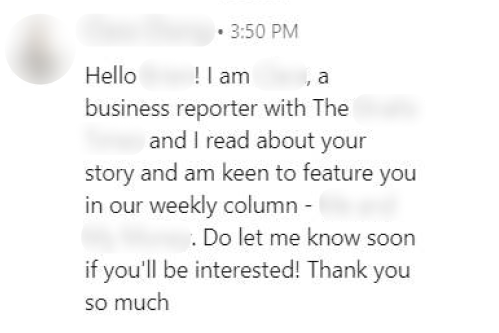 • 3:50 PM
Hello ! I am , a
business reporter with The
and I read about your
story and am keen to feature you
in our weekly column -
. Do let me know soon
if you'll be interested! Thank you
so much